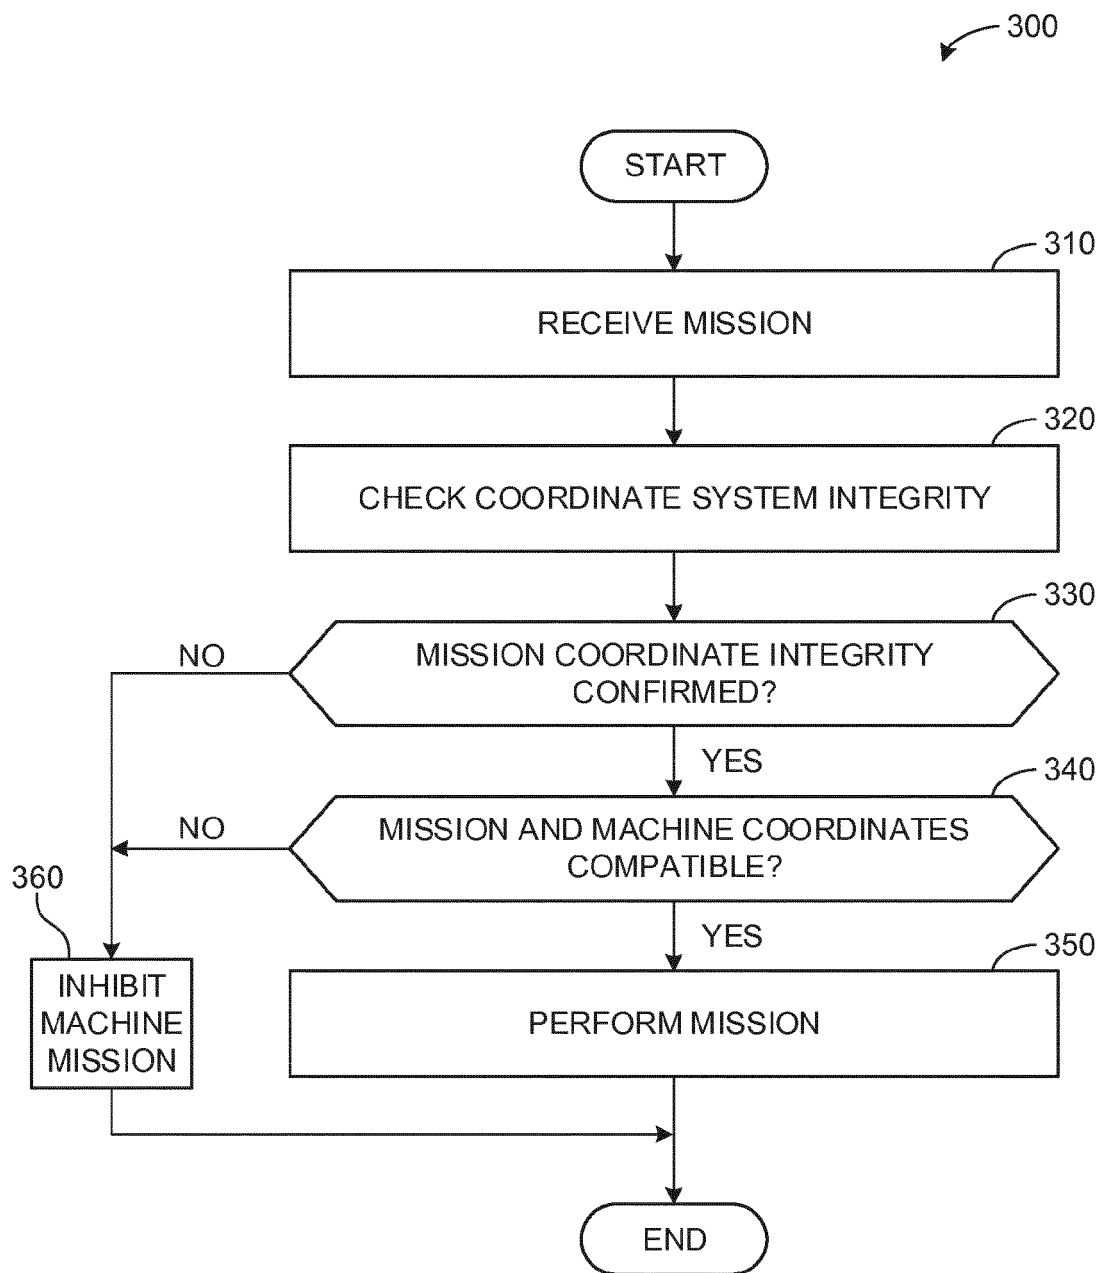 300
START
310
RECEIVE MISSION
320
CHECK COORDINATE SYSTEM INTEGRITY
330
NO
MISSION COORDINATE INTEGRITY
CONFIRMED?
YES
340
NO
MISSION AND MACHINE COORDINATES
COMPATIBLE?
360
YES
350
INHIBIT
MACHINE
MISSION
PERFORM MISSION
END